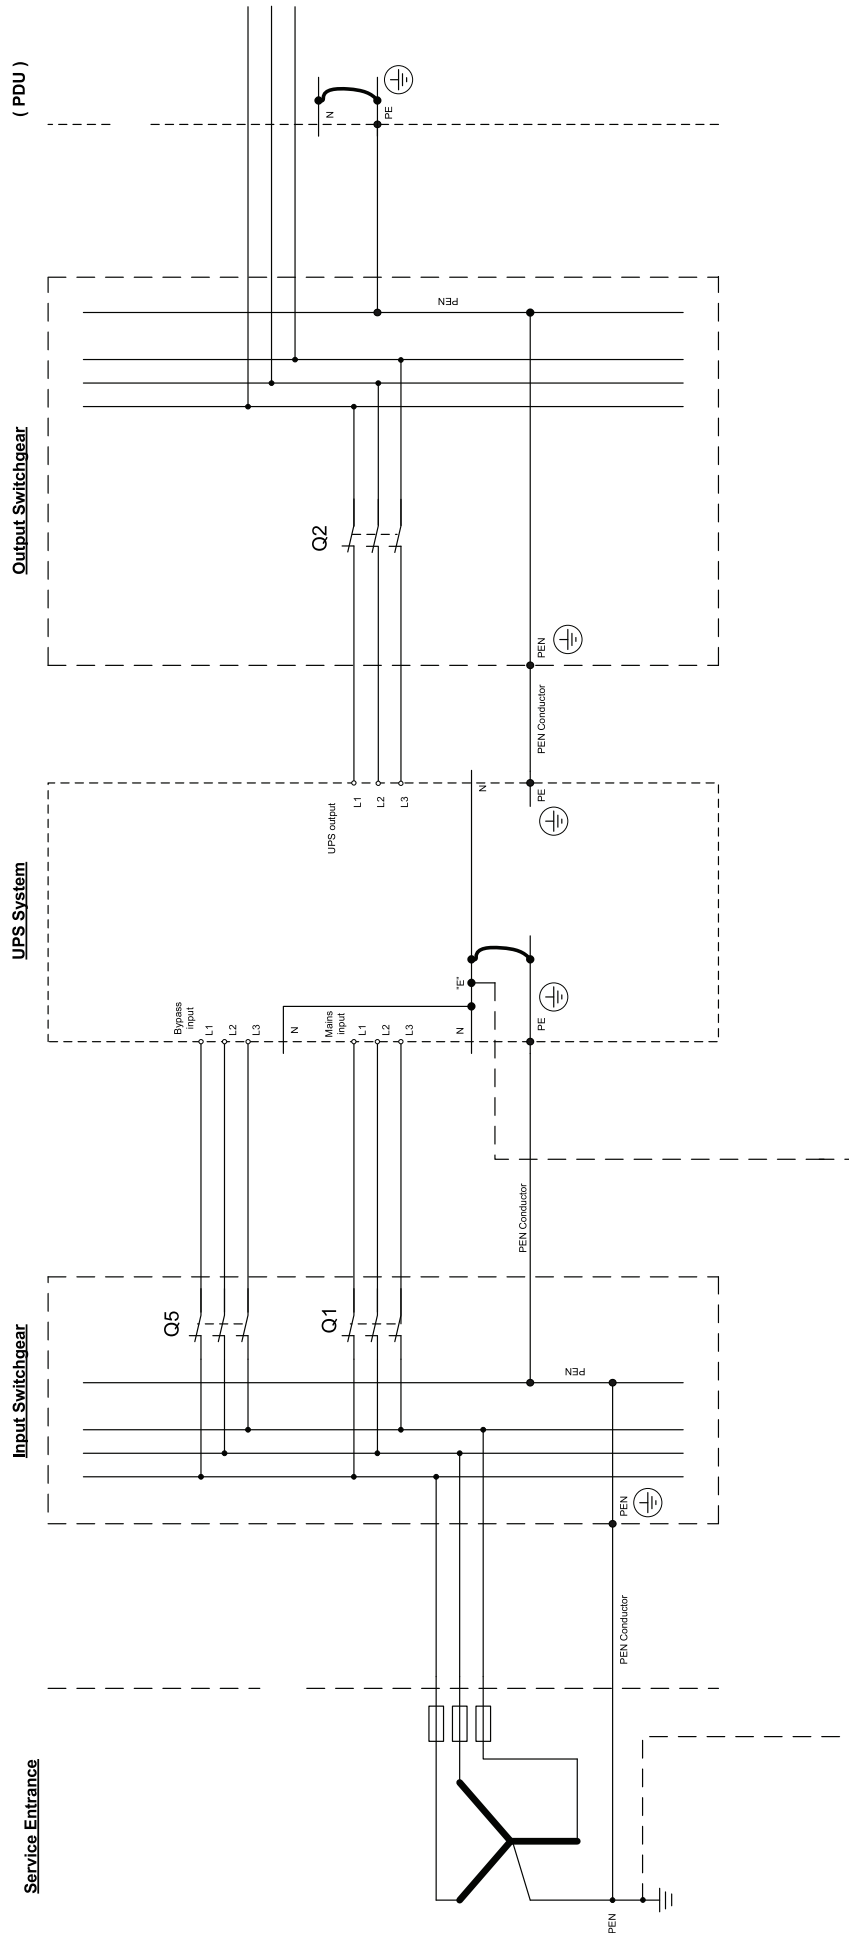 Service Entrance
PEN
PEN Conductor
Input Switchgear
PEN
PEN
Q5
Q1
PEN Conductor
UPS System
Bypass
input
L1
L2
L3
N
Mains
input
L1
L2
L3
N
"E"
PE
UPS output
L1
L2
L3
N
PE
PEN Conductor
Output Switchgear
PEN
Q2
PEN
( PDU )
N
PE